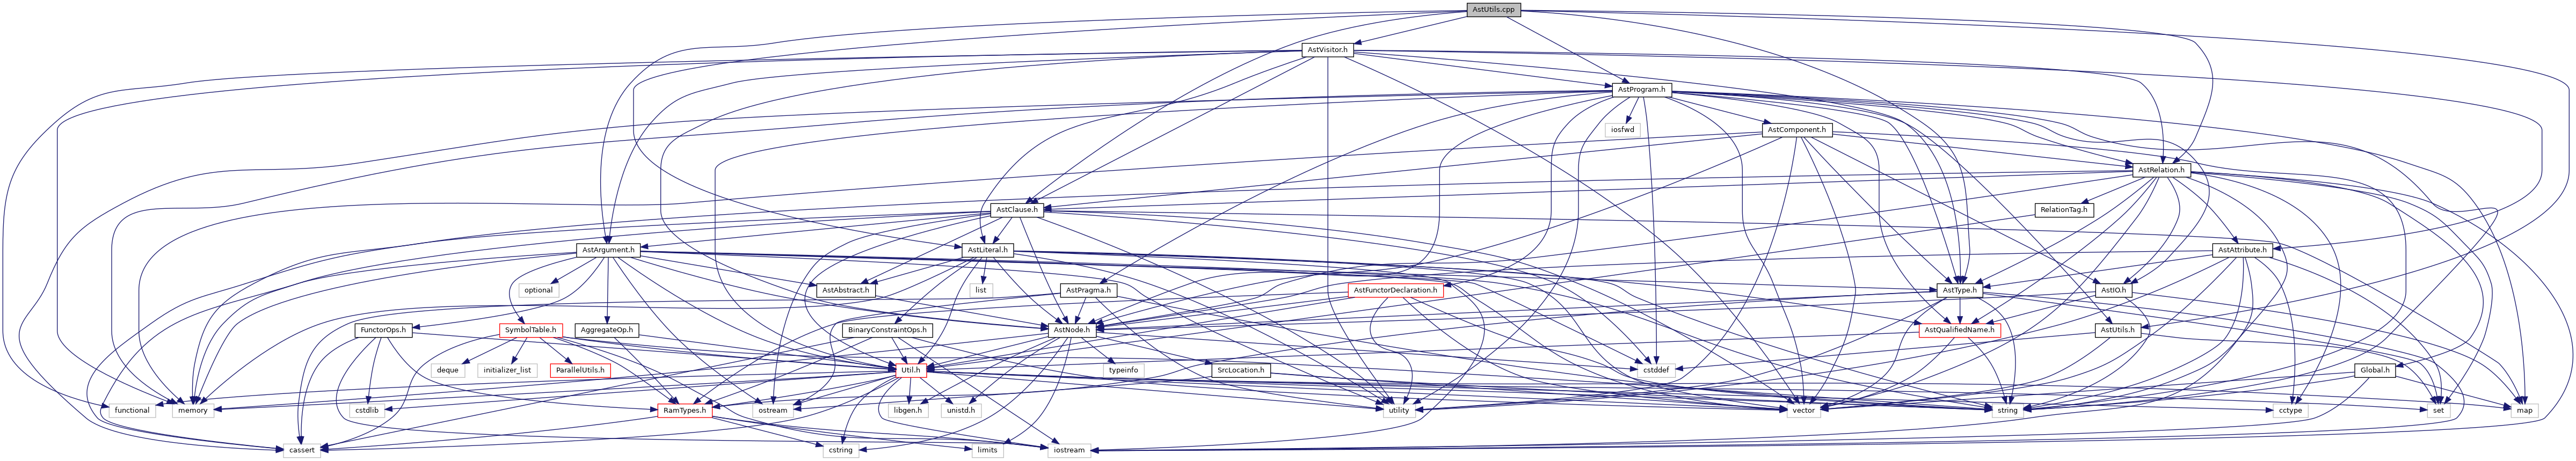 AstUtils.cpp
AstVisitor.h
AstProgram.h
iosfwd
AstComponent.h
AstRelation.h
AstClause.h
RelationTag.h
AstArgument.h
AstLiteral.h
AstAttribute.h
optional
AstAbstract.h
list
AstPragma.h
AstFunctorDeclaration.h
AstType.h
AstIO.h
FunctorOps.h
SymbolTable.h
AggregateOp.h
BinaryConstraintOps.h
AstNode.h
AstQualifiedName.h
AstUtils.h
deque
initializer_list
ParallelUtils.h
Util.h
typeinfo
SrcLocation.h
cstddef
Global.h
functional
memory
cstdlib
RamTypes.h
ostream
libgen.h
unistd.h
utility
vector
string
cctype
set
map
cassert
cstring
limits
iostream